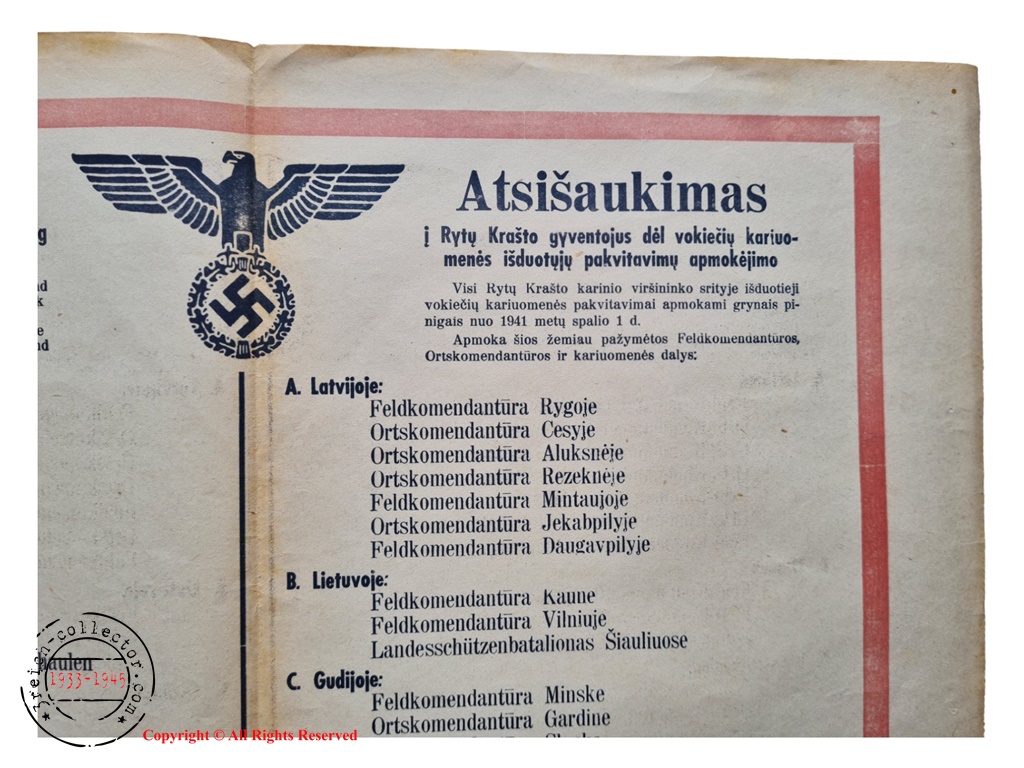 Atsišaukimas
į Rytų Krašto gyventojus dėl vokiečių kariuo-
menės išduotųjų pakvitavimų apmokėjimo
Visi Rytų Krašto karinio viršininko srityje išduotieji
vokiečių kariuomenės pakvitavimai apmokami grynais pi-
nigais nuo 1941 metų spalio 1 d.
Apmoka šios žemiau pažymėtos Feldkomendantūros,
Ortskomendantūros ir kariuomenės dalys:
A. Latvijoje:
Feldkomendantūra Rygoje
Ortskomendantūra Cesyje
Ortskomendantūra Aluksnėje
Ortskomendantūra Rezeknėje
Feldkomendantūra Mintaujoje
Ortskomendantūra Jekabpilyje
Feldkomendantūra Daugavpilyje
B. Lietuvoje:
Feldkomendantūra Kaune
Feldkomendantūra Vilniuje
Landesschützenbatalionas Šiauliuose
C. Gudijoje:
Feldkomendantūra Minske
Ortskomendantūra Gardine
3reich-collector.com
1933-1945
Copyright © All Rights Reserved